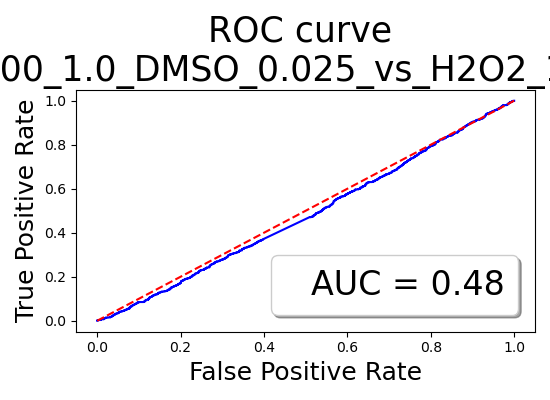 ROC curve
00_1.0_DMSO_0.025_vs_H2O2_
1.0
0.8
0.6
0.4
0.2
0.0
True Positive Rate
AUC = 0.48
0.0 0.2 0.4 0.6 0.8 1.0
False Positive Rate